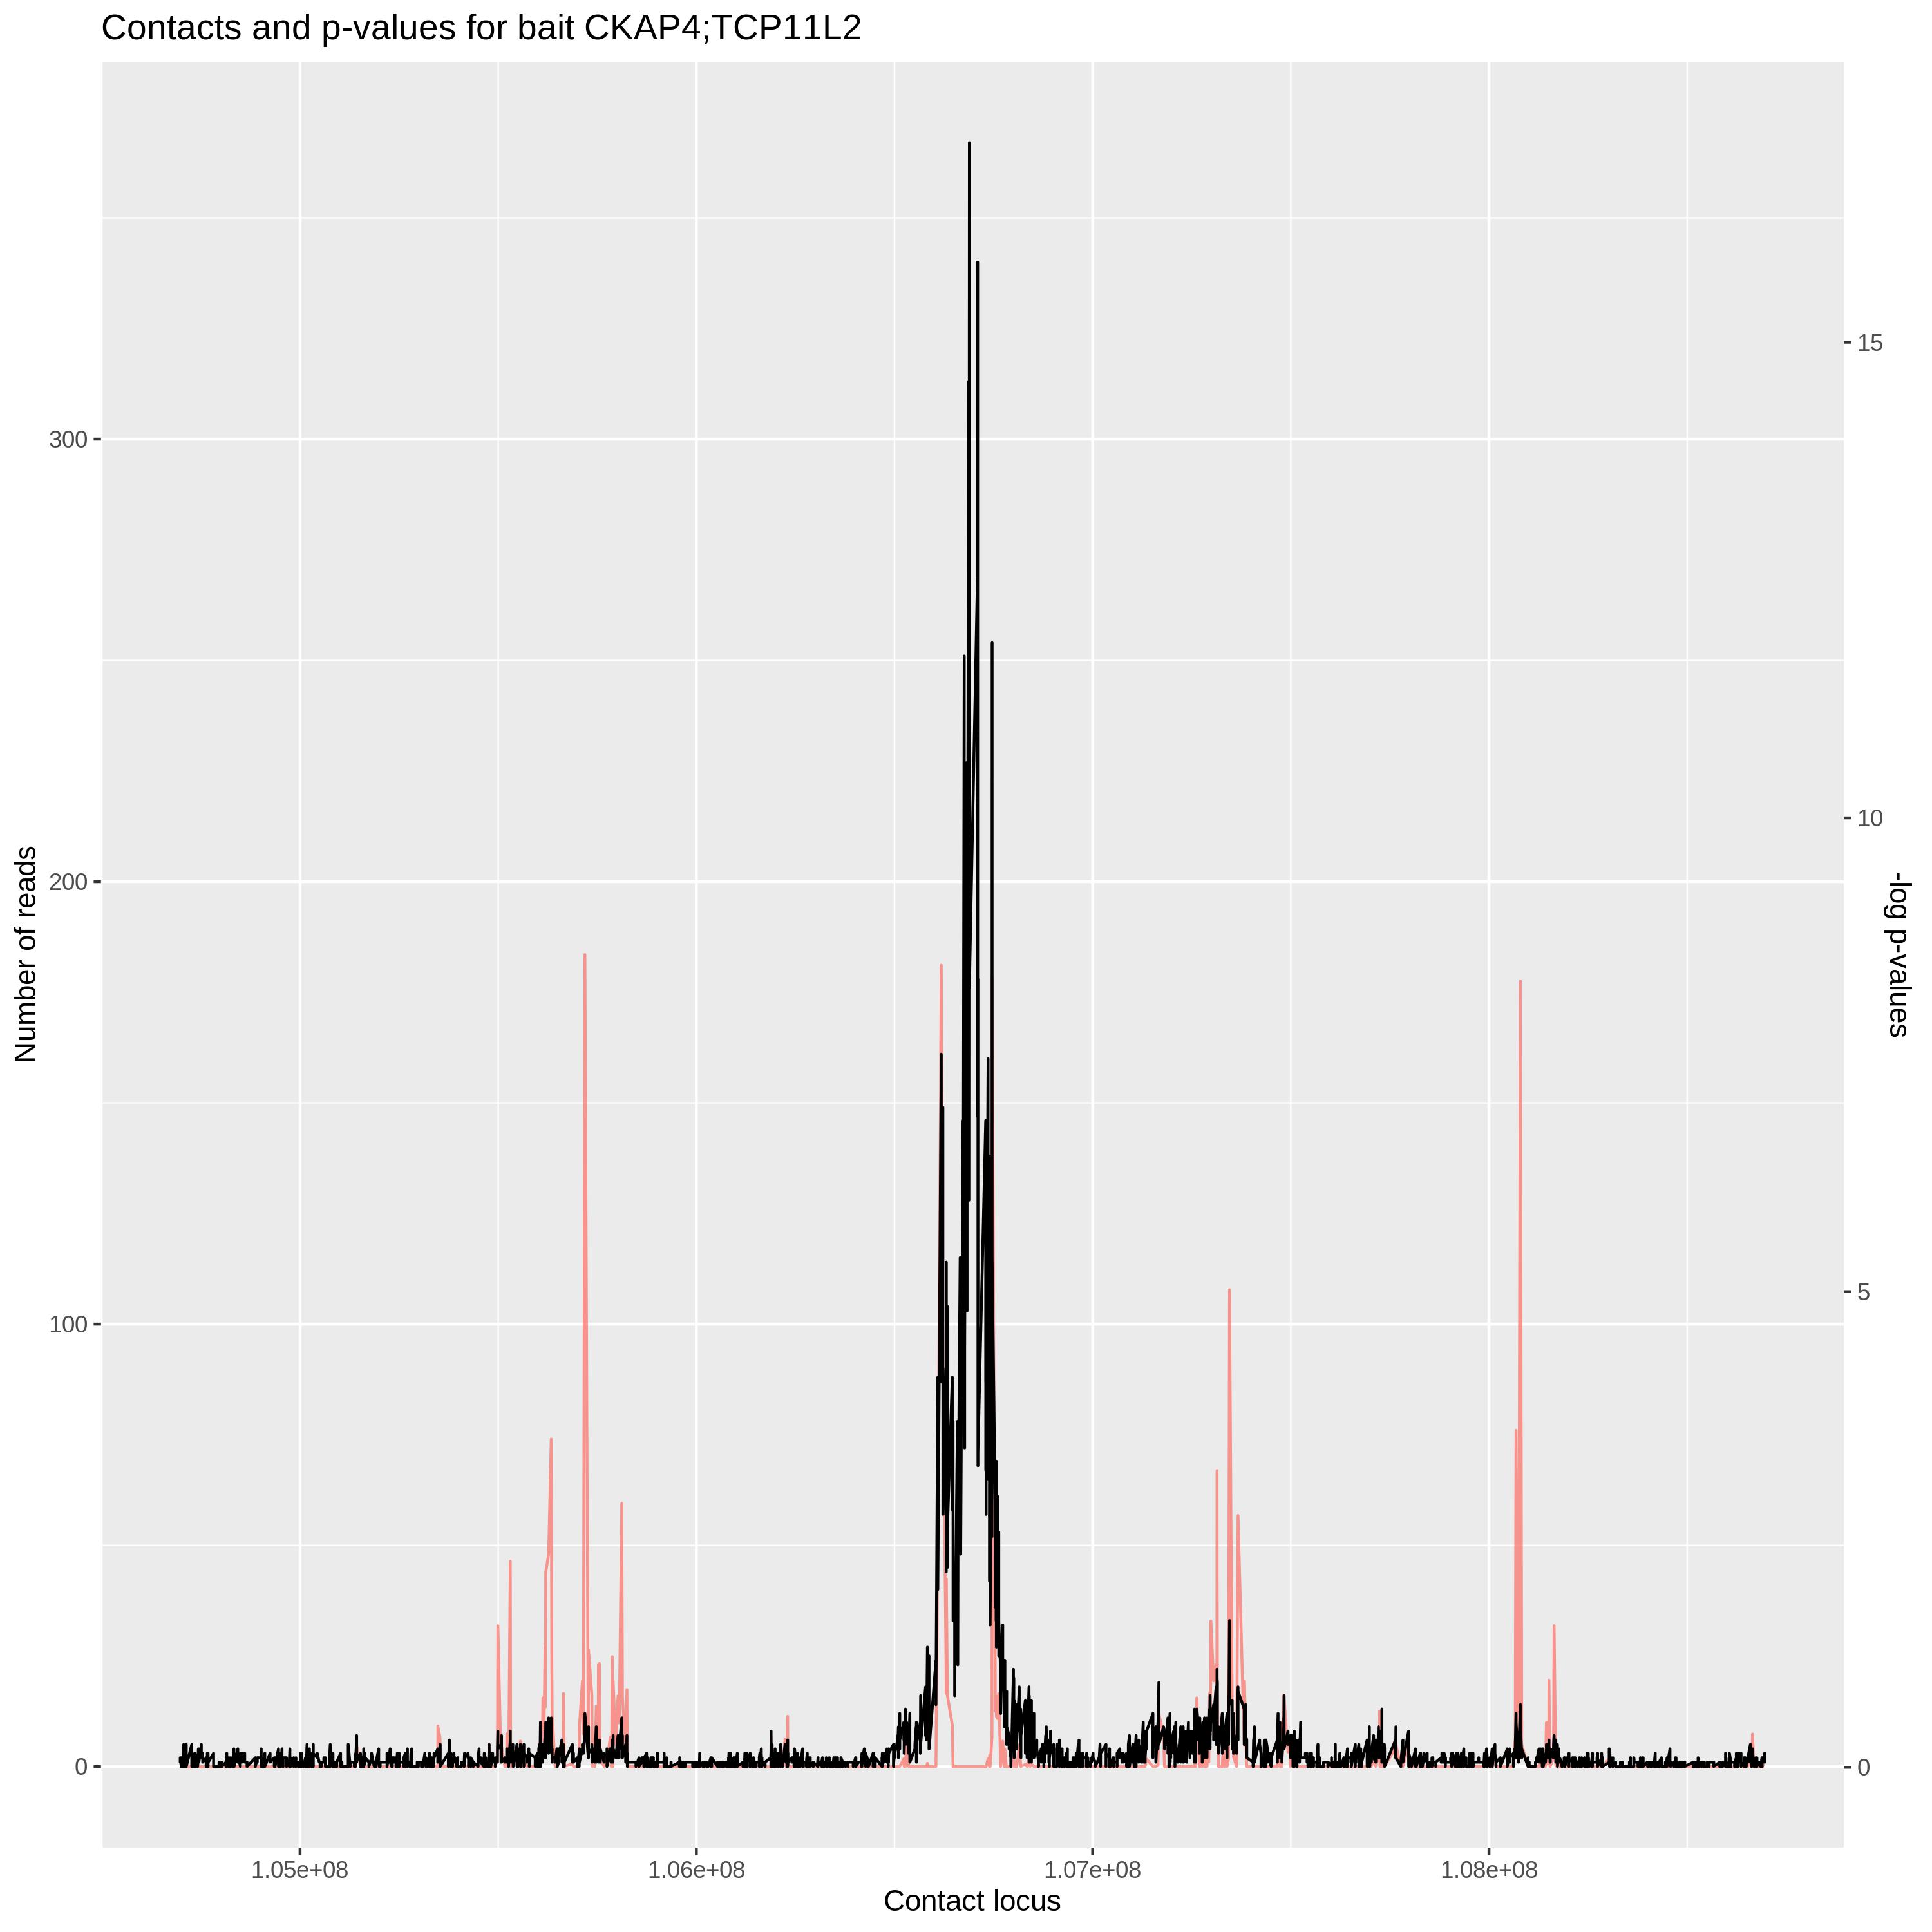 Contacts and p-values for bait CKAP4;TCP11L2
Number of reads
300
200
100
0
15
10
5
0
-log p-values
1.05e+08
1.06e+08
1.07e+08
1.08e+08
Contact locus